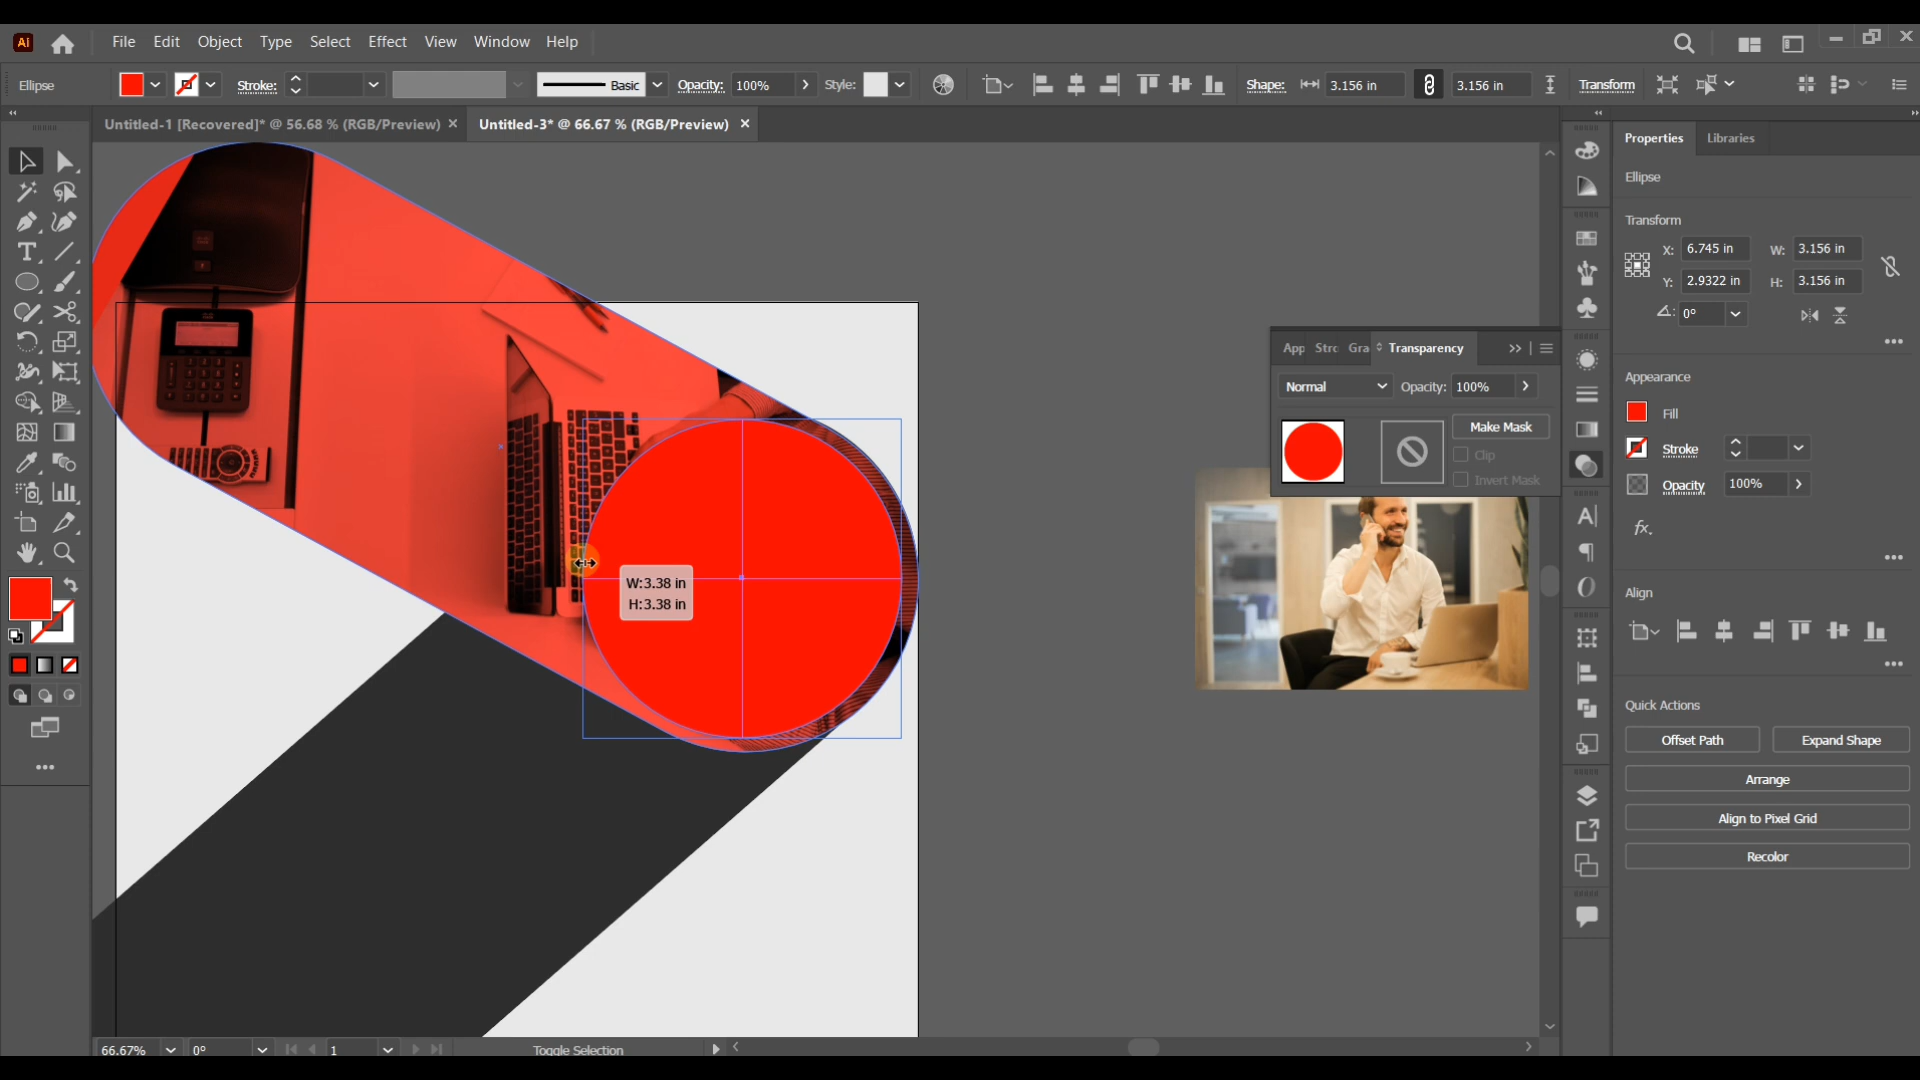 Ai File Edit Object Type Select Effect View Window Help
Ellipse Stroke: Basic Opacity: 100% Style: Shape: 3.156 in 3.156 in Transform
Untitled-1 [Recovered]* @ 56.68 % (RGB/Preview) × Untitled-3* @ 66.67 % (RGB/Preview) ×
Properties Libraries
Ellipse
Transform
X: 6.745 in W: 3.156 in
Y: 2.9322 in H: 3.156 in
0°
App Stro Gra Transparency
Normal Opacity: 100%
Make Mask
Clip
Invert Mask
Appearance
Fill
Stroke
Opacity 100%
fx.
W:3.38 in
H:3.38 in
Align
Quick Actions
Offset Path Expand Shape
Arrange
Align to Pixel Grid
Recolor
66.67% 0° 1 Toggle Selection